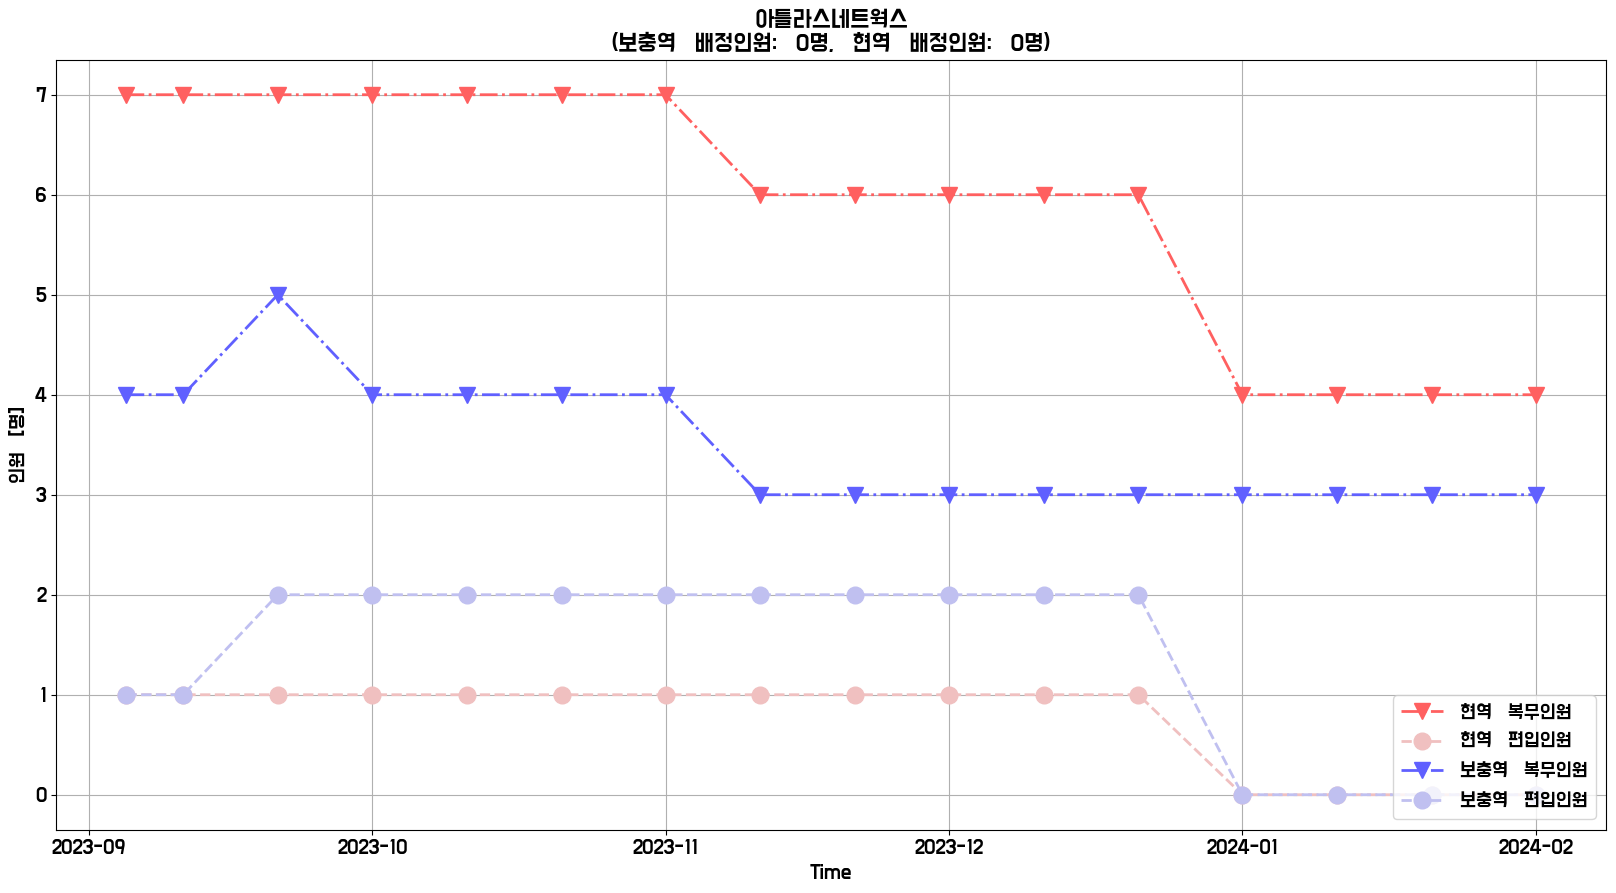 아틀라스네트웍스
(보충역 배정인원: 0명, 현역 배정인원: 0명)
7
6
5
4
3
2
1
0
인원 [명]
2023-09 2023-10 2023-11 2023-12 2024-01 2024-02
Time
현역 복무인원
현역 편입인원
보충역 복무인원
보충역 편입인원